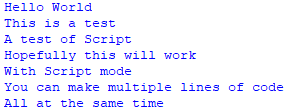 Hello World
This is a test
A test of Script
Hopefully this will work
With Script mode
You can make multiple lines of code
All at the same time